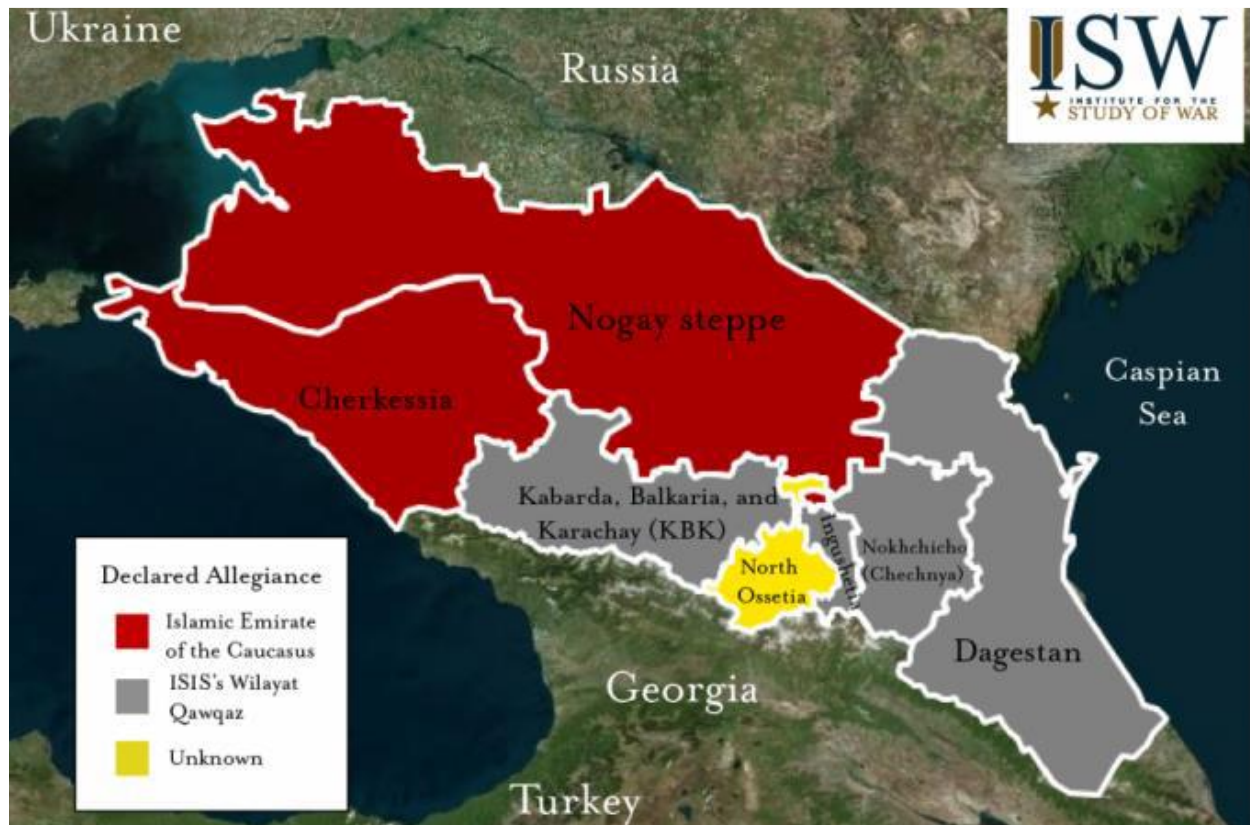 Ukraine
Russia
ISW
INSTITUTE FOR THE
STUDY OF WAR
Nogay steppe
Caspian
Sea
Cherkessia
Kabarda, Balkaria, and
Karachay (KBK)
Ingushetia
Nokhchicho
(Chechnya)
North
Ossetia
Dagestan
Georgia
Turkey
Declared Allegiance
Islamic Emirate
of the Caucasus
ISIS's Wilayat
Qawqaz
Unknown